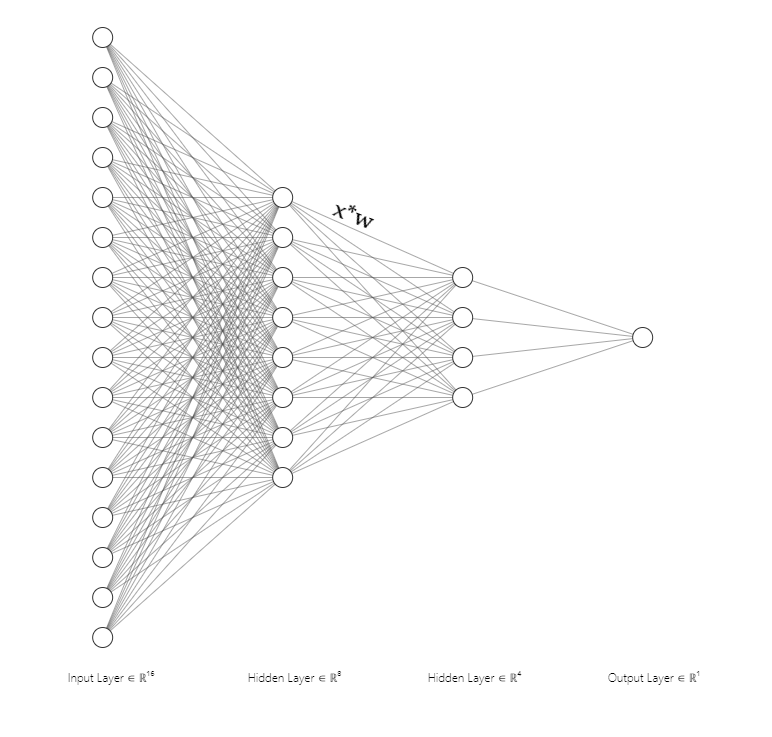 x*w
Input Layer ∈ ℝ¹⁶
Hidden Layer ∈ ℝ⁸
Hidden Layer ∈ ℝ⁴
Output Layer ∈ ℝ¹